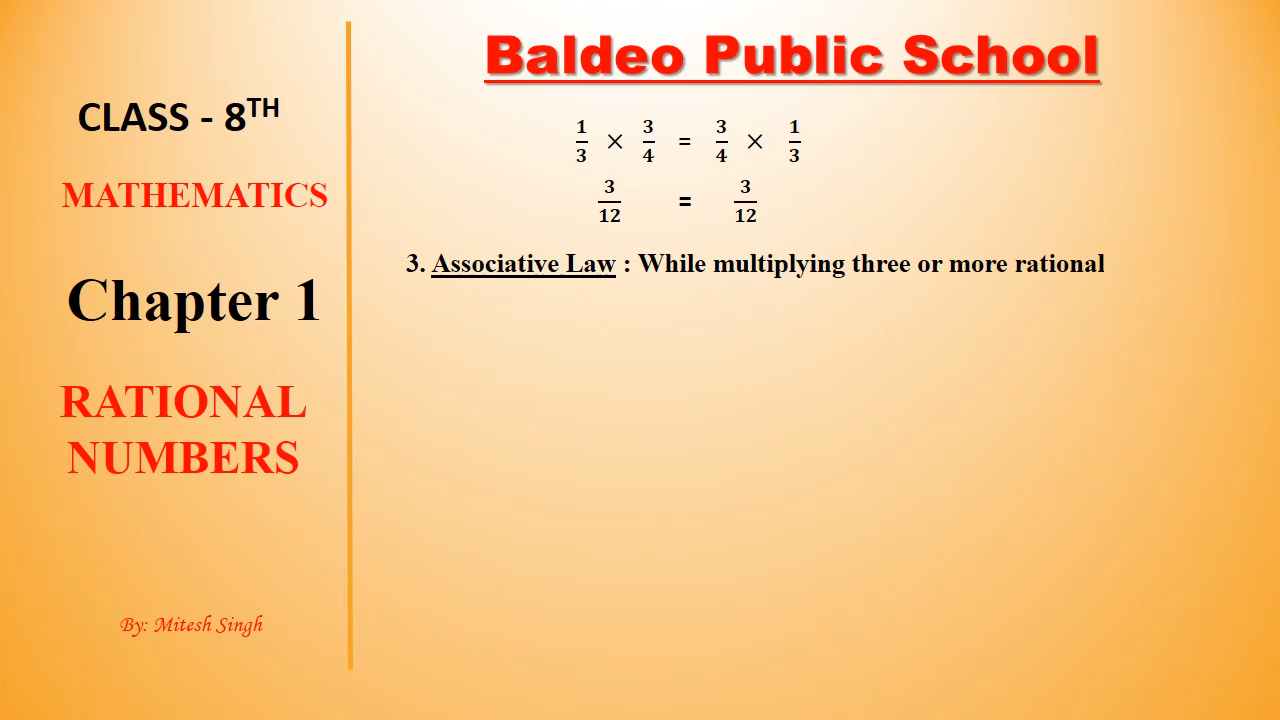 Baldeo Public School
CLASS - 8TH
MATHEMATICS
Chapter 1
RATIONAL
NUMBERS
By: Mitesh Singh
1/3 × 3/4 = 3/4 × 1/3
3/12 = 3/12
3. Associative Law : While multiplying three or more rational